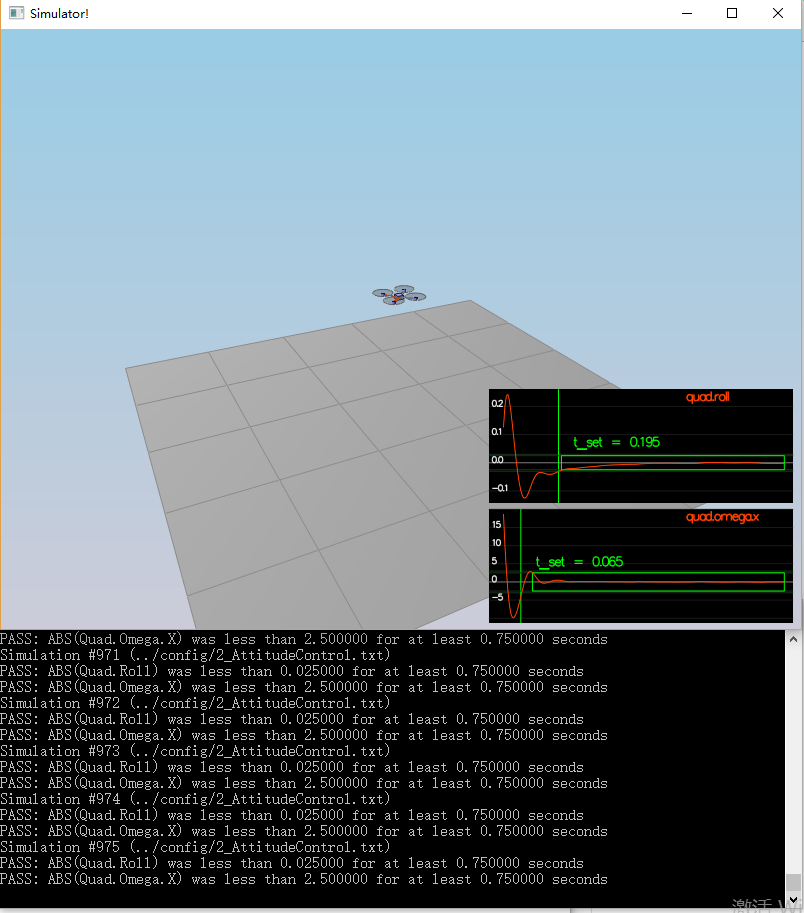 Simulator!
quad.roll
0.2
0.1
0.0
-0.1
t_set = 0.195
quad.omega.x
15
10
5
0
-5
t_set = 0.065
PASS: ABS(Quad.Omega.X) was less than 2.500000 for at least 0.750000 seconds
Simulation #971 (../config/2_AttitudeControl.txt)
PASS: ABS(Quad.Roll) was less than 0.025000 for at least 0.750000 seconds
PASS: ABS(Quad.Omega.X) was less than 2.500000 for at least 0.750000 seconds
Simulation #972 (../config/2_AttitudeControl.txt)
PASS: ABS(Quad.Roll) was less than 0.025000 for at least 0.750000 seconds
PASS: ABS(Quad.Omega.X) was less than 2.500000 for at least 0.750000 seconds
Simulation #973 (../config/2_AttitudeControl.txt)
PASS: ABS(Quad.Roll) was less than 0.025000 for at least 0.750000 seconds
PASS: ABS(Quad.Omega.X) was less than 2.500000 for at least 0.750000 seconds
Simulation #974 (../config/2_AttitudeControl.txt)
PASS: ABS(Quad.Roll) was less than 0.025000 for at least 0.750000 seconds
PASS: ABS(Quad.Omega.X) was less than 2.500000 for at least 0.750000 seconds
Simulation #975 (../config/2_AttitudeControl.txt)
PASS: ABS(Quad.Roll) was less than 0.025000 for at least 0.750000 seconds
PASS: ABS(Quad.Omega.X) was less than 2.500000 for at least 0.750000 seconds
激活 Wi